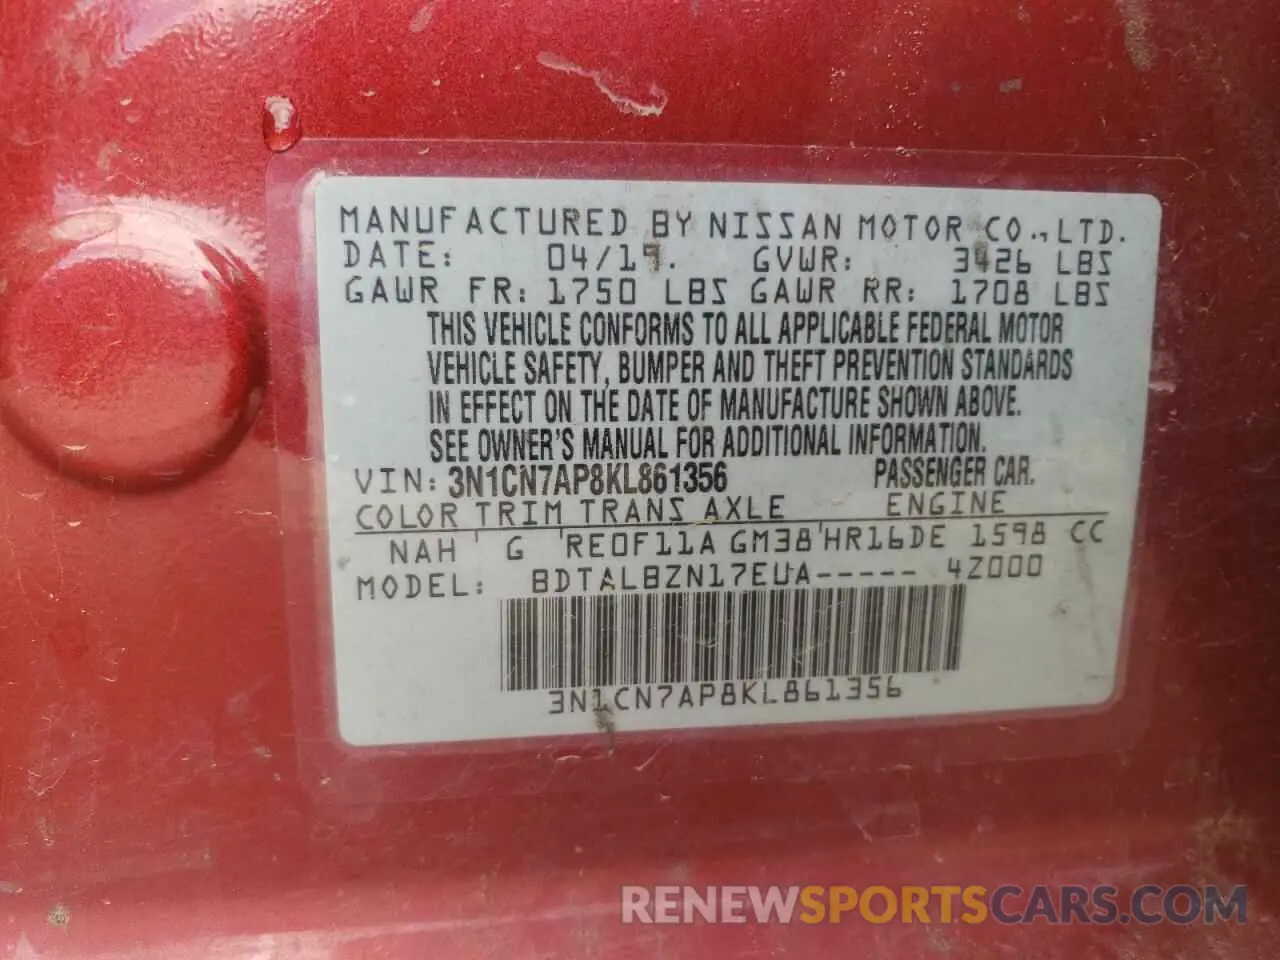 MANUFACTURED BY NISSAN MOTOR CO., LTD.
DATE: 04/19. GVWR: 3426 LBS
GAWR FR: 1750 LBS GAWR RR: 1708 LBS
THIS VEHICLE CONFORMS TO ALL APPLICABLE FEDERAL MOTOR
VEHICLE SAFETY, BUMPER AND THEFT PREVENTION STANDARDS
IN EFFECT ON THE DATE OF MANUFACTURE SHOWN ABOVE.
SEE OWNER'S MANUAL FOR ADDITIONAL INFORMATION.
VIN: 3N1CN7AP8KL861356 PASSENGER CAR.
COLOR TRIM TRANS AXLE ENGINE
NAH ' G 'RE0F11A GM38'HR16DE 1598 CC
MODEL: BDTALBZN17EUA----- 4Z000
3N1CN7AP8KL861356
RENEWSPORTSCARS.COM